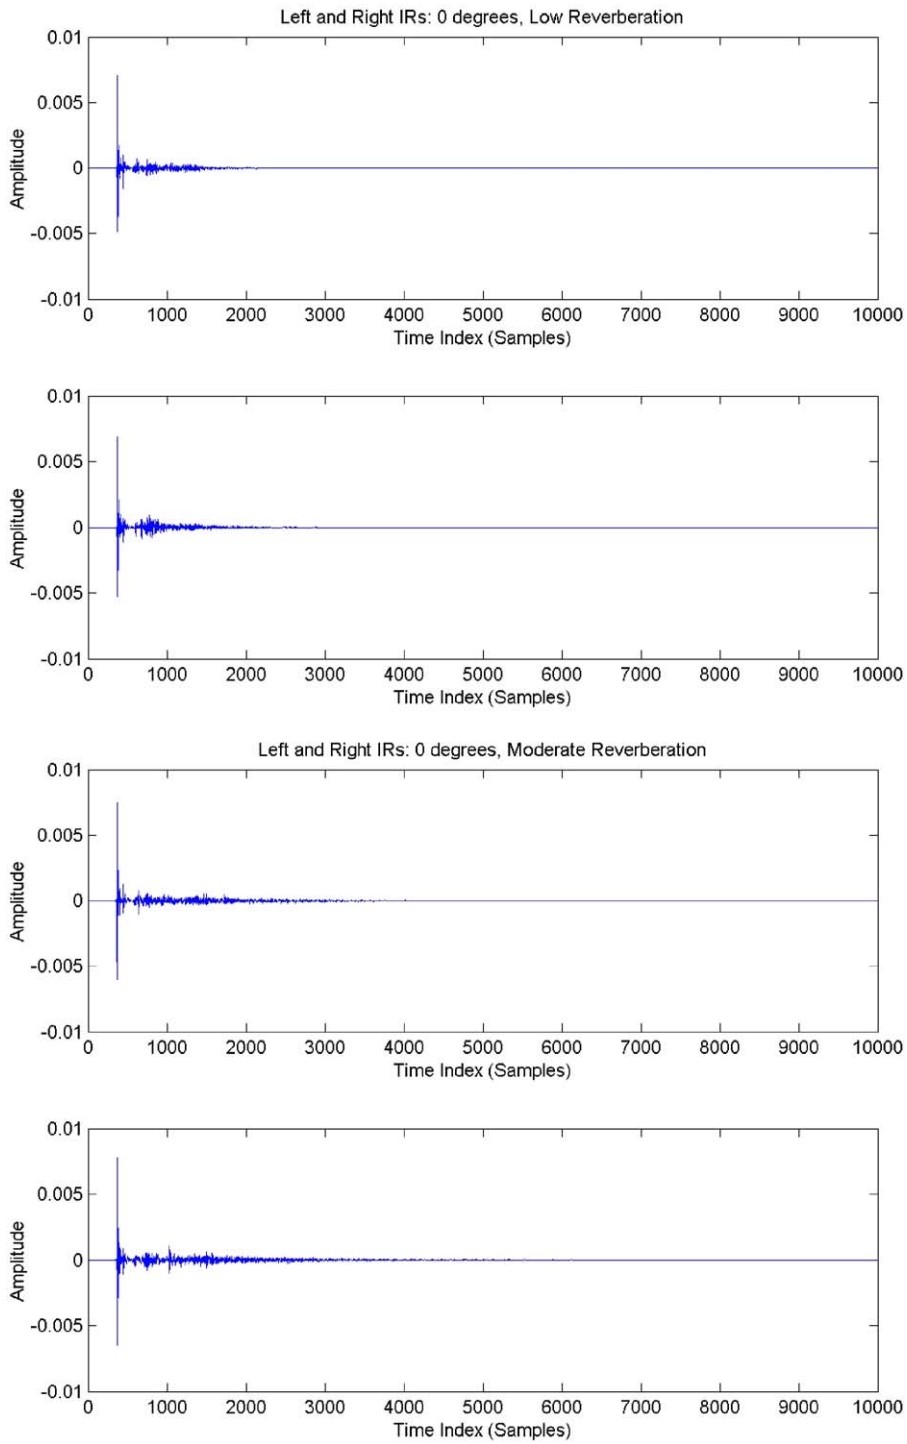 Left and Right IRs: 0 degrees, Low Reverberation
0.01
0.005
0
-0.005
-0.01
Amplitude
0 1000 2000 3000 4000 5000 6000 7000 8000 9000 10000
Time Index (Samples)
0.01
0.005
0
-0.005
-0.01
Amplitude
0 1000 2000 3000 4000 5000 6000 7000 8000 9000 10000
Time Index (Samples)
Left and Right IRs: 0 degrees, Moderate Reverberation
0.01
0.005
0
-0.005
-0.01
Amplitude
0 1000 2000 3000 4000 5000 6000 7000 8000 9000 10000
Time Index (Samples)
0.01
0.005
0
-0.005
-0.01
Amplitude
0 1000 2000 3000 4000 5000 6000 7000 8000 9000 10000
Time Index (Samples)